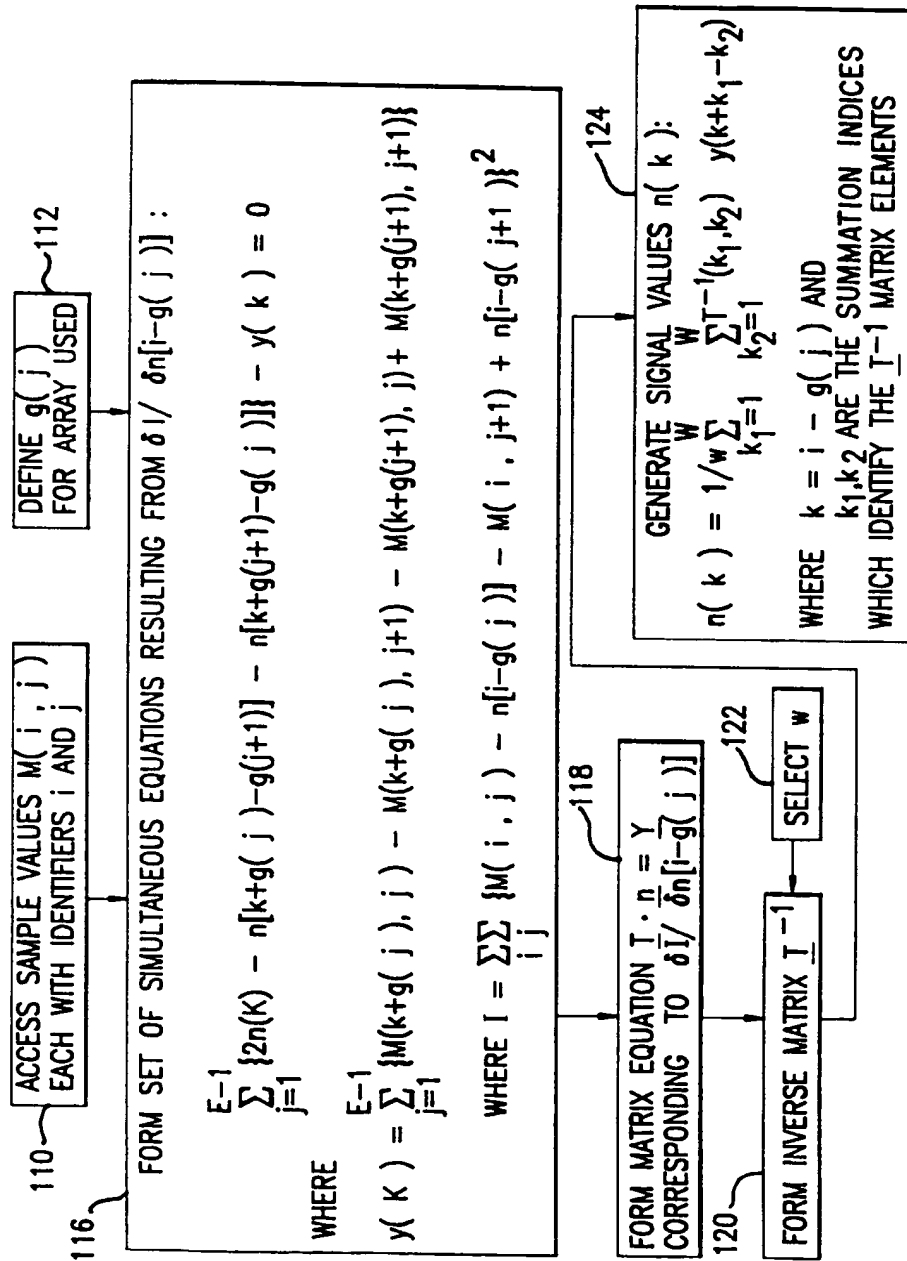 110
ACCESS SAMPLE VALUES M( i , j )
EACH WITH IDENTIFIERS i AND j
112
DEFINE g( j )
FOR ARRAY USED
116
FORM SET OF SIMULTANEOUS EQUATIONS RESULTING FROM δI/ δn[i-g( j )] :
E-1
Σ {2n(K) - n[k+g( j )-g(j+1)] - n[k+g(j+1)-g( j )]} - y( k ) = 0
j=1
WHERE
E-1
y( K ) = Σ {M(k+g( j ), j ) - M(k+g( j ), j+1) - M(k+g(j+1), j)+ M(k+g(j+1), j+1)}
j=1
WHERE I = ΣΣ {M( i , j ) - n[i-g( j )] - M( i , j+1) + n[i-g( j+1 )}²
i j
118
FORM MATRIX EQUATION T · n = Y
CORRESPONDING TO δI/ δn[i-g( j )]
120
FORM INVERSE MATRIX T⁻¹
122
SELECT w
124
GENERATE SIGNAL VALUES n( k ):
W W
n( k ) = 1/w Σ Σ T⁻¹(k₁,k₂) y(k+k₁-k₂)
k₁=1 k₂=1
WHERE k = i - g( j ) AND
k₁,k₂ ARE THE SUMMATION INDICES
WHICH IDENTIFY THE T⁻¹ MATRIX ELEMENTS